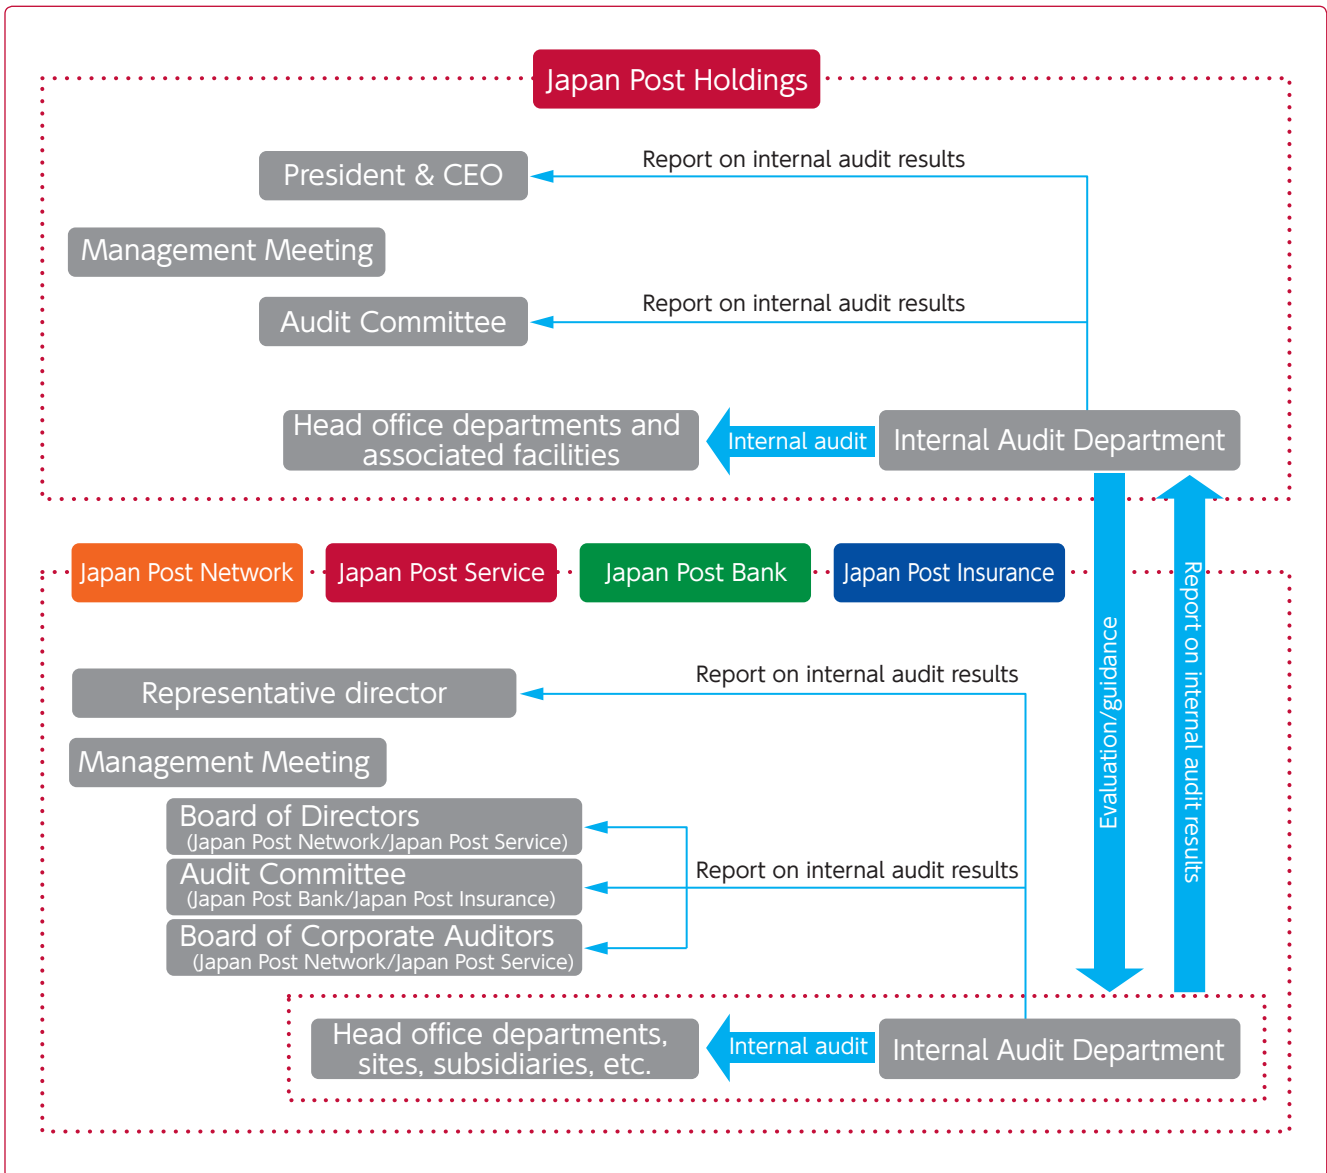 Japan Post Holdings
Report on internal audit results
President & CEO
Management Meeting
Report on internal audit results
Audit Committee
Head office departments and
associated facilities
Internal audit
Internal Audit Department
Japan Post Network
Japan Post Service
Japan Post Bank
Japan Post Insurance
Evaluation/guidance
Report on internal audit results
Report on internal audit results
Representative director
Management Meeting
Board of Directors
(Japan Post Network/Japan Post Service)
Report on internal audit results
Audit Committee
(Japan Post Bank/Japan Post Insurance)
Board of Corporate Auditors
(Japan Post Network/Japan Post Service)
Head office departments,
sites, subsidiaries, etc.
Internal audit
Internal Audit Department